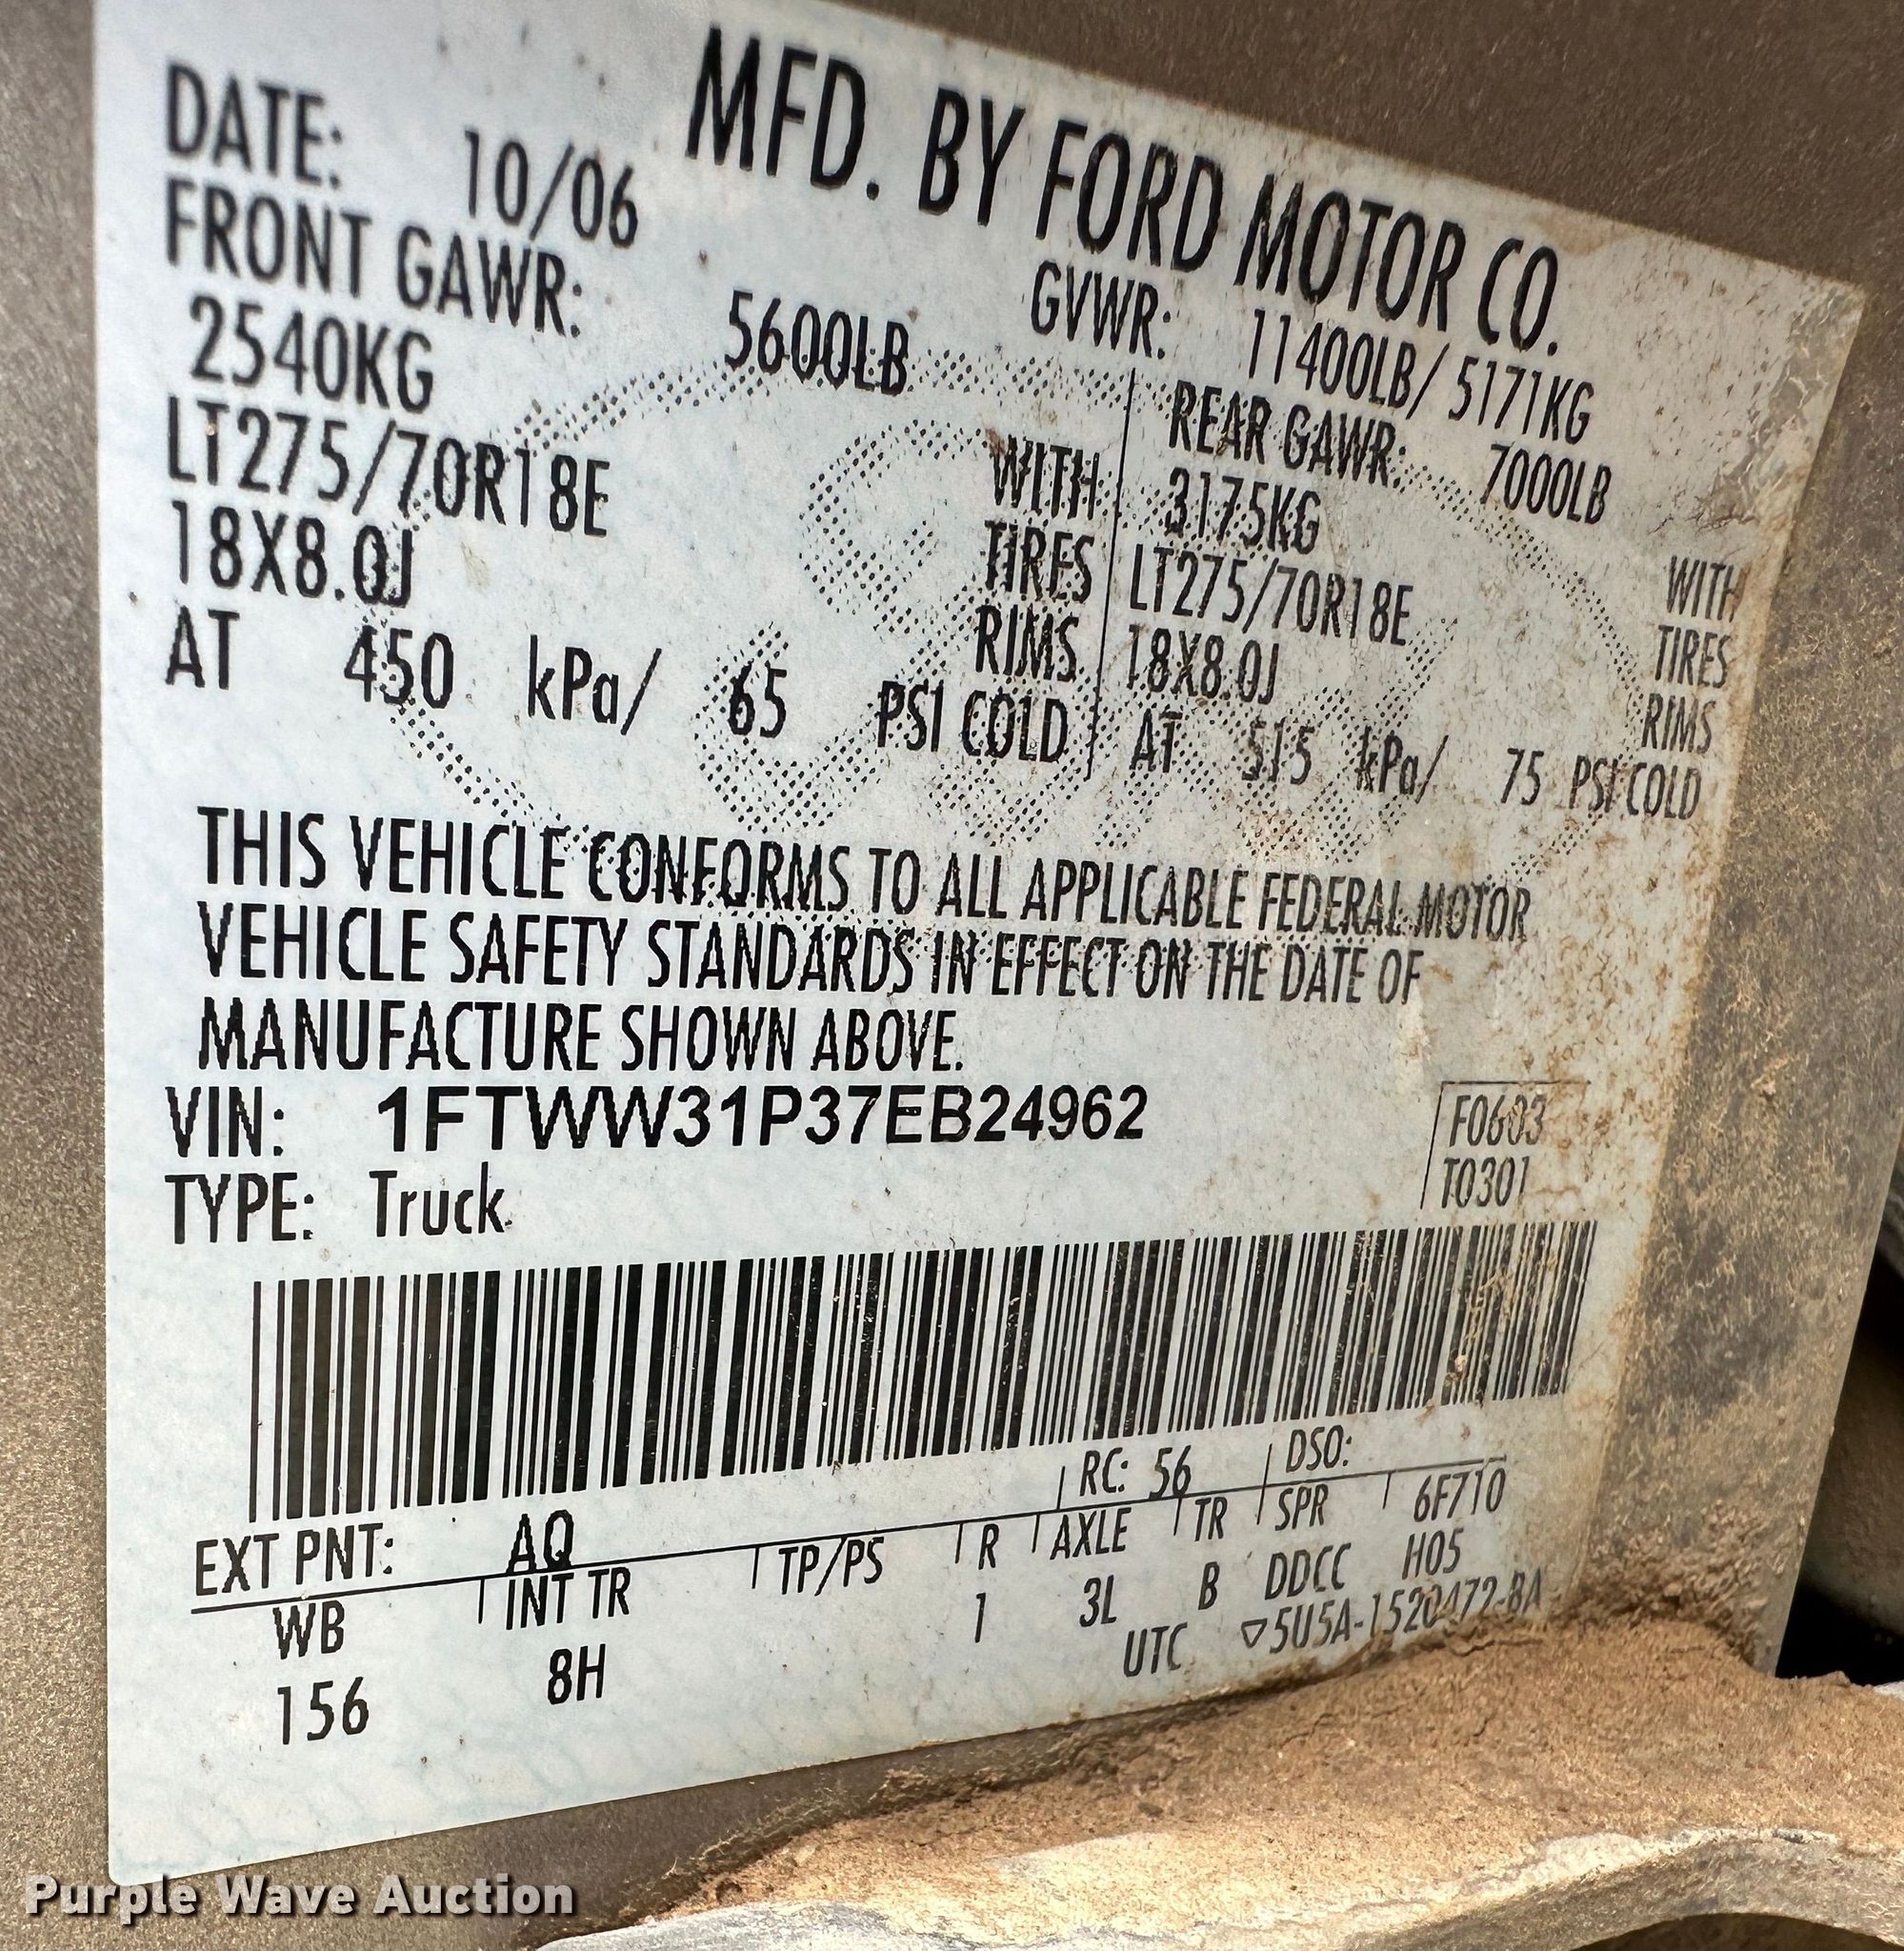 MFD. BY FORD MOTOR CO.
DATE: 10/06
GVWR: 11400LB/ 5171KG
FRONT GAWR: 5600LB
2540KG WITH
LT275/70R18E TIRES
18X8.0J RIMS
AT 450 kPa/ 65 PSI COLD
REAR GAWR: 7000LB
3175KG WITH
LT275/70R18E TIRES
18X8.0J RIMS
AT 515 kPa/ 75 PSI COLD
THIS VEHICLE CONFORMS TO ALL APPLICABLE FEDERAL MOTOR
VEHICLE SAFETY STANDARDS IN EFFECT ON THE DATE OF
MANUFACTURE SHOWN ABOVE.
VIN: 1FTWW31P37EB24962
F0603
TYPE: Truck
T0301
EXT PNT: AQ RC: 56 DSO:
WB INT TR TP/PS R AXLE TR SPR 6F710
156 8H 1 3L B DDCC H05
UTC ▽5U5A-1520472-BA
Purple Wave Auction